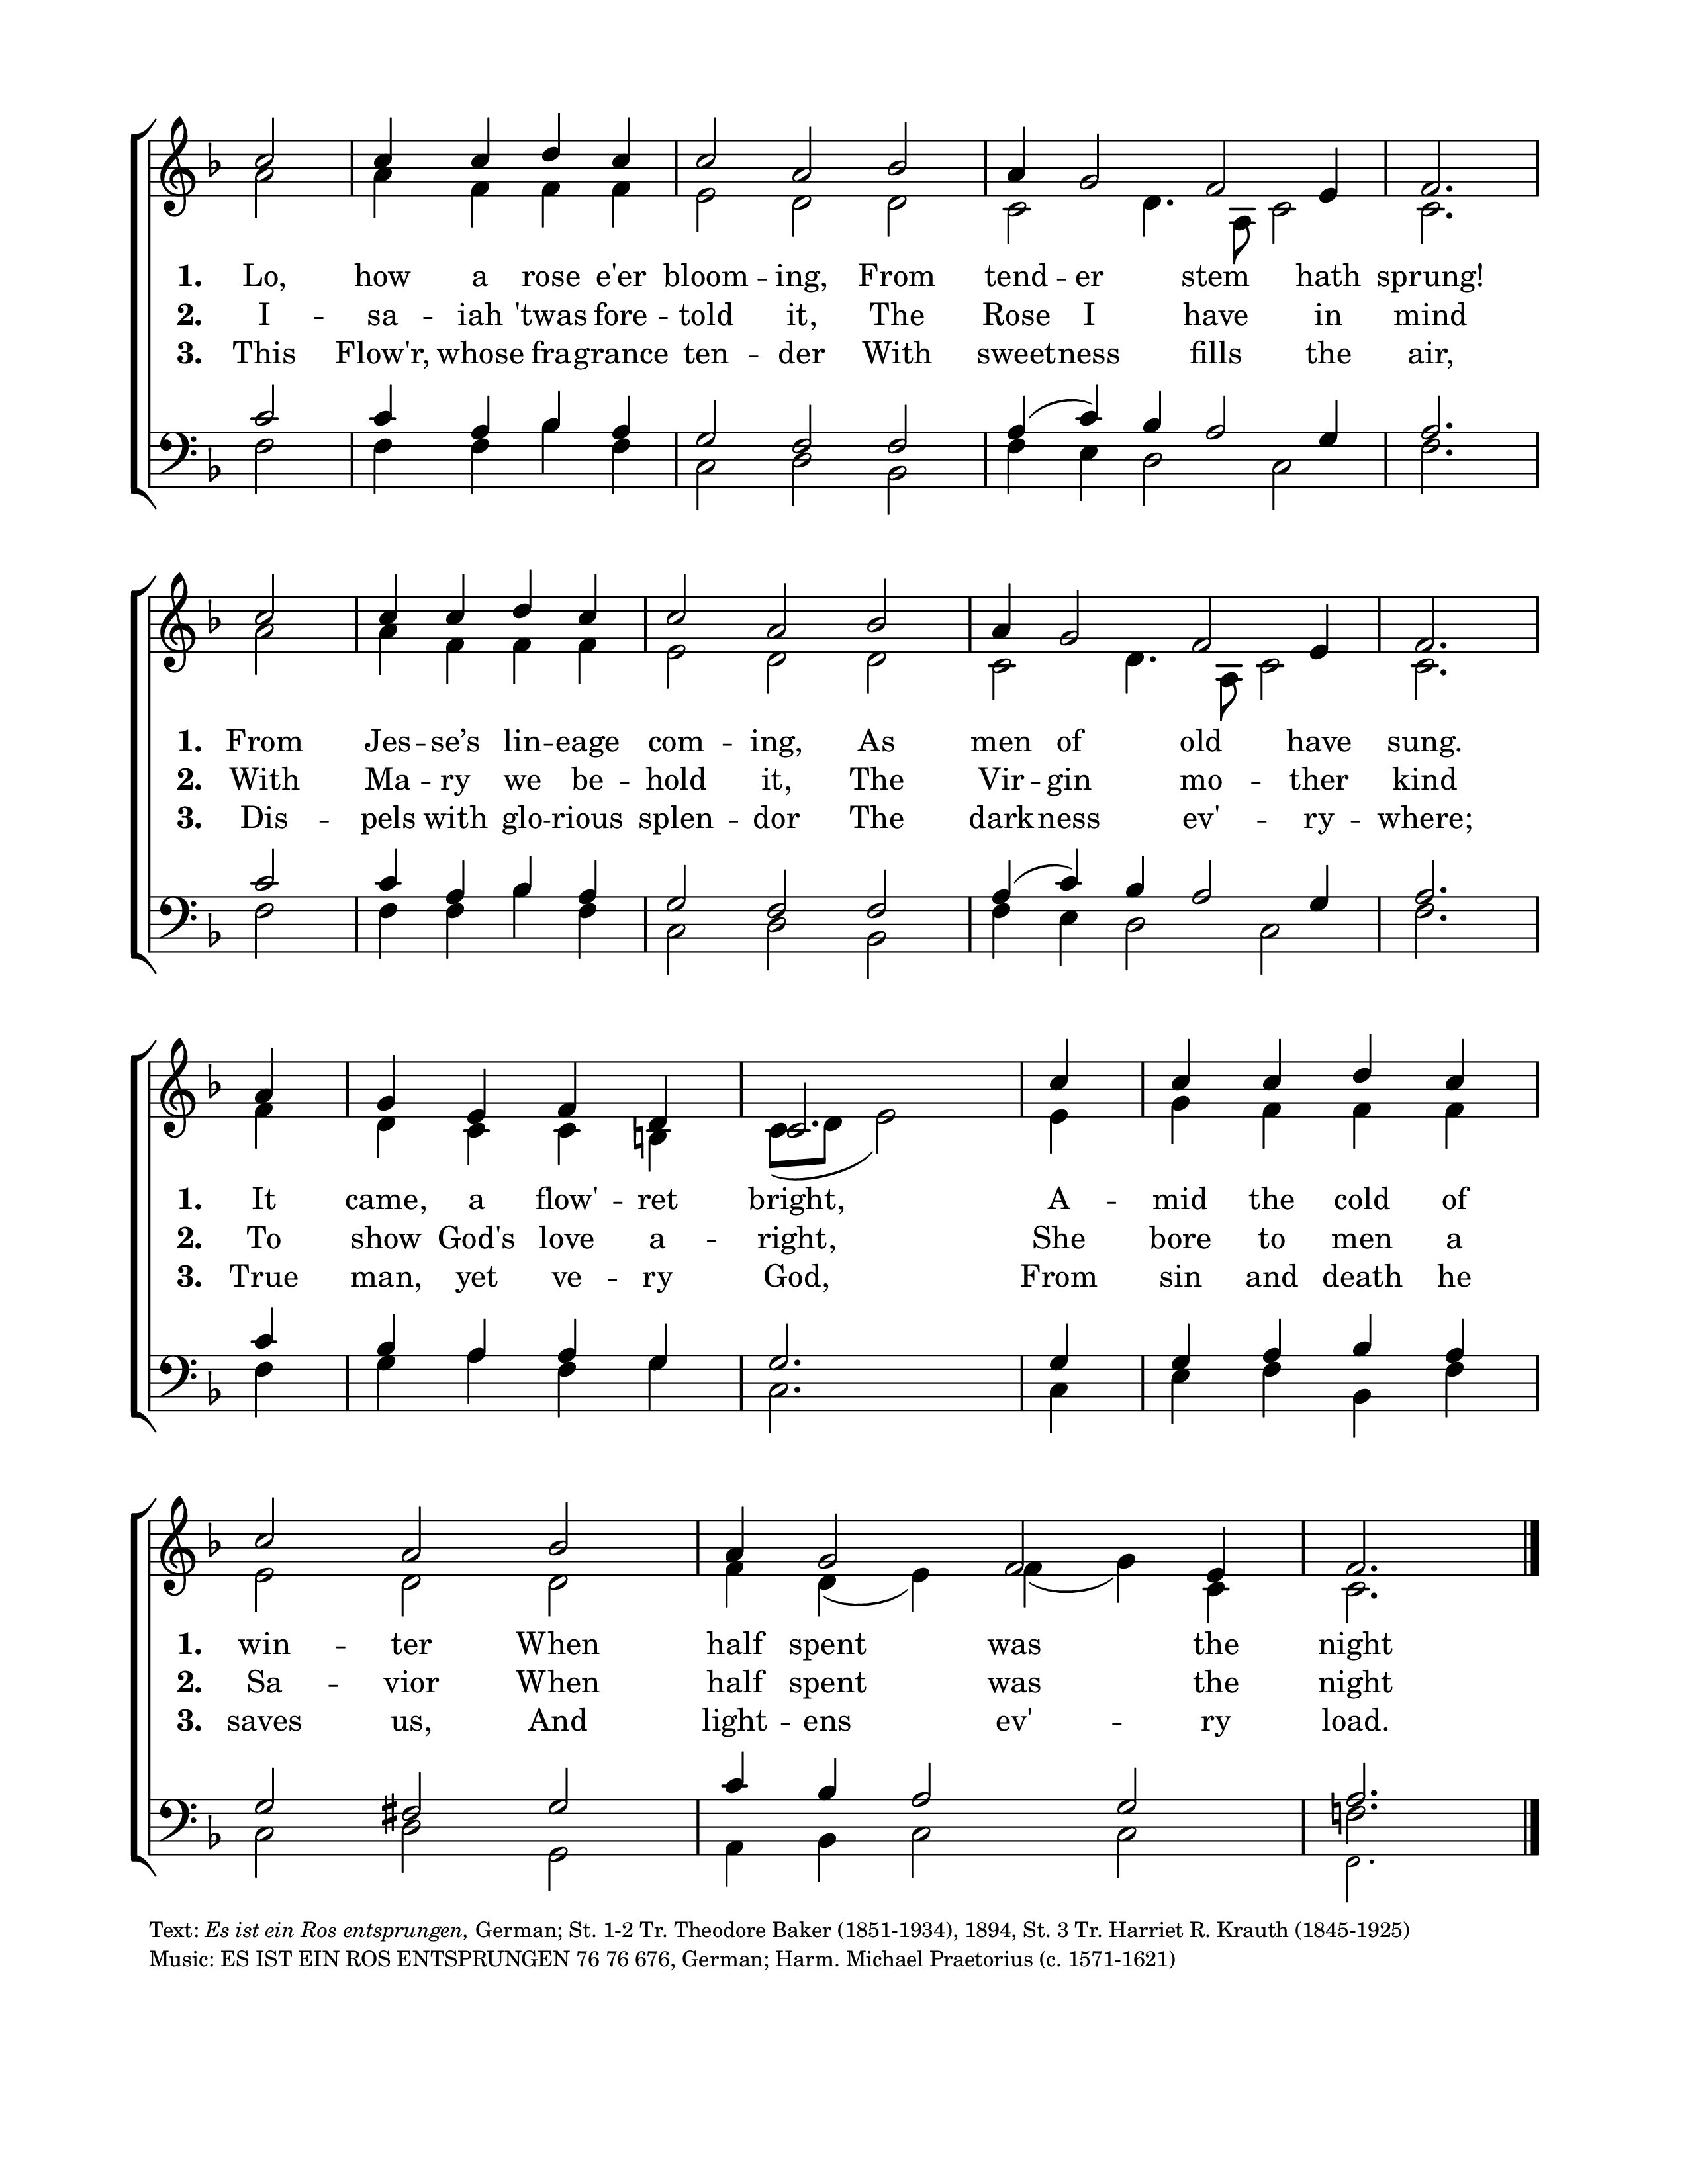 1. Lo, how a rose e'er bloom -- ing, From tend -- er stem hath sprung!
2. I -- sa -- iah 'twas fore -- told it, The Rose I have in mind
3. This Flow'r, whose fra -- grance ten -- der With sweet -- ness fills the air,
1. From Jes -- se’s lin -- eage com -- ing, As men of old have sung.
2. With Ma -- ry we be -- hold it, The Vir -- gin mo -- ther kind
3. Dis -- pels with glo -- rious splen -- dor The dark -- ness ev' -- ry -- where;
1. It came, a flow' -- ret bright, A -- mid the cold of
2. To show God's love a -- right, She bore to men a
3. True man, yet ve -- ry God, From sin and death he
1. win -- ter When half spent was the night
2. Sa -- vior When half spent was the night
3. saves us, And light -- ens ev' -- ry load.
Text: Es ist ein Ros entsprungen, German; St. 1-2 Tr. Theodore Baker (1851-1934), 1894, St. 3 Tr. Harriet R. Krauth (1845-1925)
Music: ES IST EIN ROS ENTSPRUNGEN 76 76 676, German; Harm. Michael Praetorius (c. 1571-1621)